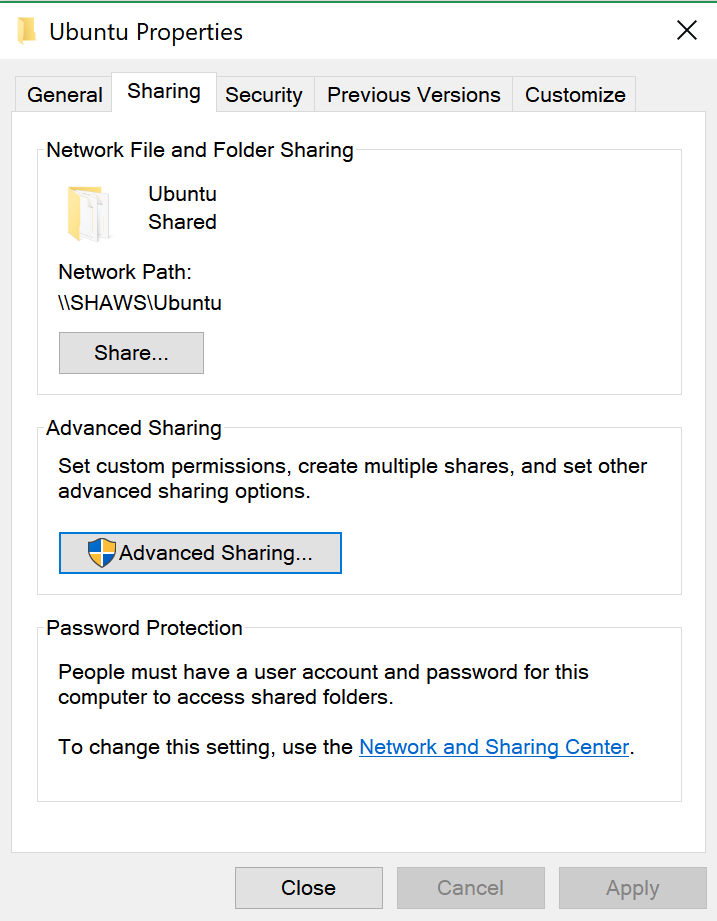 Ubuntu Properties
General
Sharing
Security
Previous Versions
Customize
Network File and Folder Sharing
Ubuntu
Shared
Network Path:
\\SHAWS\Ubuntu
Share...
Advanced Sharing
Set custom permissions, create multiple shares, and set other
advanced sharing options.
Advanced Sharing...
Password Protection
People must have a user account and password for this
computer to access shared folders.
To change this setting, use the Network and Sharing Center.
Close
Cancel
Apply